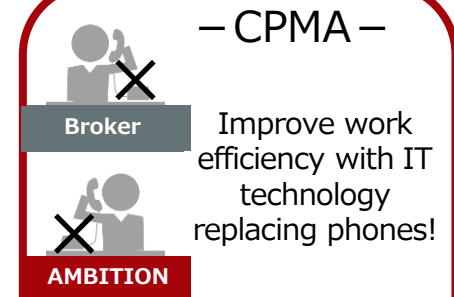 －CPMA－
Broker
Improve work
efficiency with IT
technology
replacing phones!
AMBITION